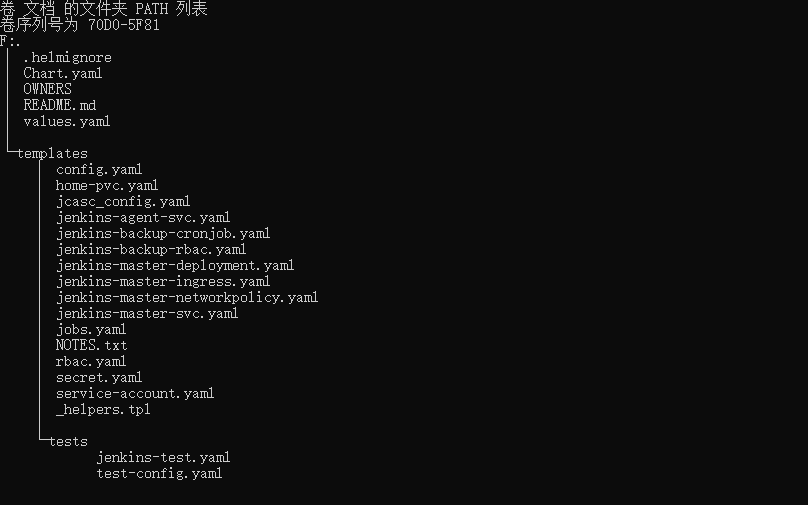 卷 文档 的文件夹 PATH 列表
卷序列号为 70D0-5F81
F:.
.helmignore
Chart.yaml
OWNERS
README.md
values.yaml
templates
config.yaml
home-pvc.yaml
jcasc_config.yaml
jenkins-agent-svc.yaml
jenkins-backup-cronjob.yaml
jenkins-backup-rbac.yaml
jenkins-master-deployment.yaml
jenkins-master-ingress.yaml
jenkins-master-networkpolicy.yaml
jenkins-master-svc.yaml
jobs.yaml
NOTES.txt
rbac.yaml
secret.yaml
service-account.yaml
_helpers.tpl
tests
jenkins-test.yaml
test-config.yaml